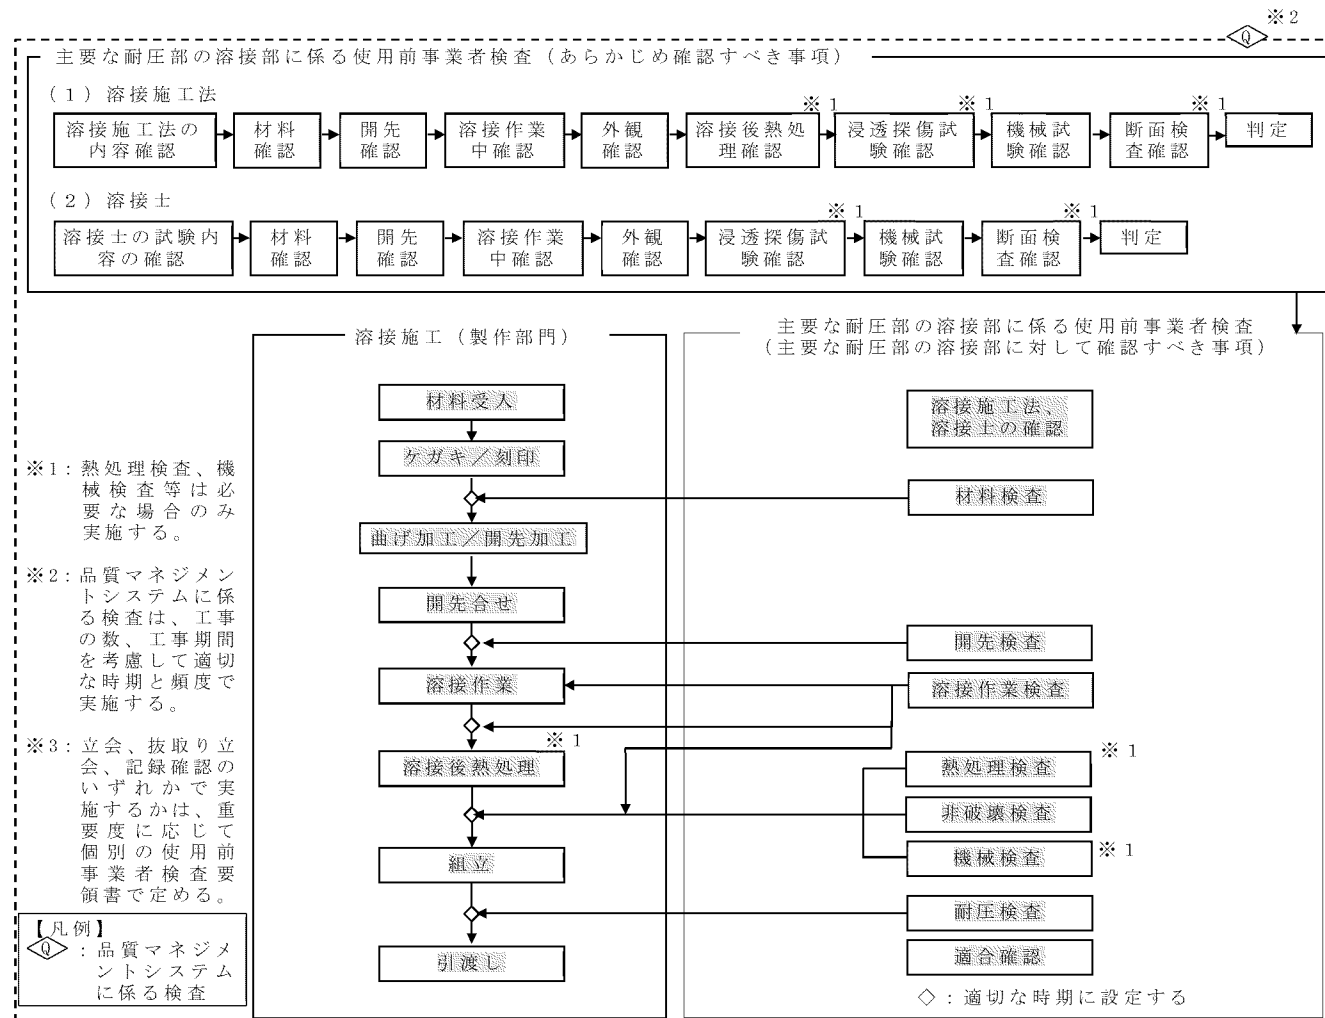 ※2
Q
主要な耐圧部の溶接部に係る使用前事業者検査(あらかじめ確認すべき事項)
(1)溶接施工法
※1
※1
※1
溶接施工法の
内容確認
材料
確認
開先
確認
溶接作業
中確認
外観
確認
溶接後熱処
理確認
浸透探傷試
験確認
機械試
験確認
断面検
査確認
判定
(2)溶接士
※1
※1
溶接士の試験内
容の確認
材料
確認
開先
確認
溶接作業
中確認
外観
確認
浸透探傷試
験確認
機械試
験確認
断面検
査確認
判定
溶接施工(製作部門)
材料受入
ケガキ/刻印
曲げ加工/開先加工
開先合せ
溶接作業
※1
溶接後熱処理
組立
引渡し
主要な耐圧部の溶接部に係る使用前事業者検査
(主要な耐圧部の溶接部に対して確認すべき事項)
溶接施工法、
溶接士の確認
材料検査
開先検査
溶接作業検査
熱処理検査
※1
非破壊検査
機械検査
※1
耐圧検査
適合確認
◇:適切な時期に設定する
※1:熱処理検査、機
械検査等は必
要な場合のみ
実施する。
※2:品質マネジメン
トシステムに係
る検査は、工事
の数、工事期間
を考慮して適切
な時期と頻度で
実施する。
※3:立会、抜取り立
会、記録確認の
いずれかで実
施するかは、重
要度に応じて
個別の使用前
事業者検査要
領書で定める。
【凡例】
Q:品質マネジメ
ントシステム
に係る検査